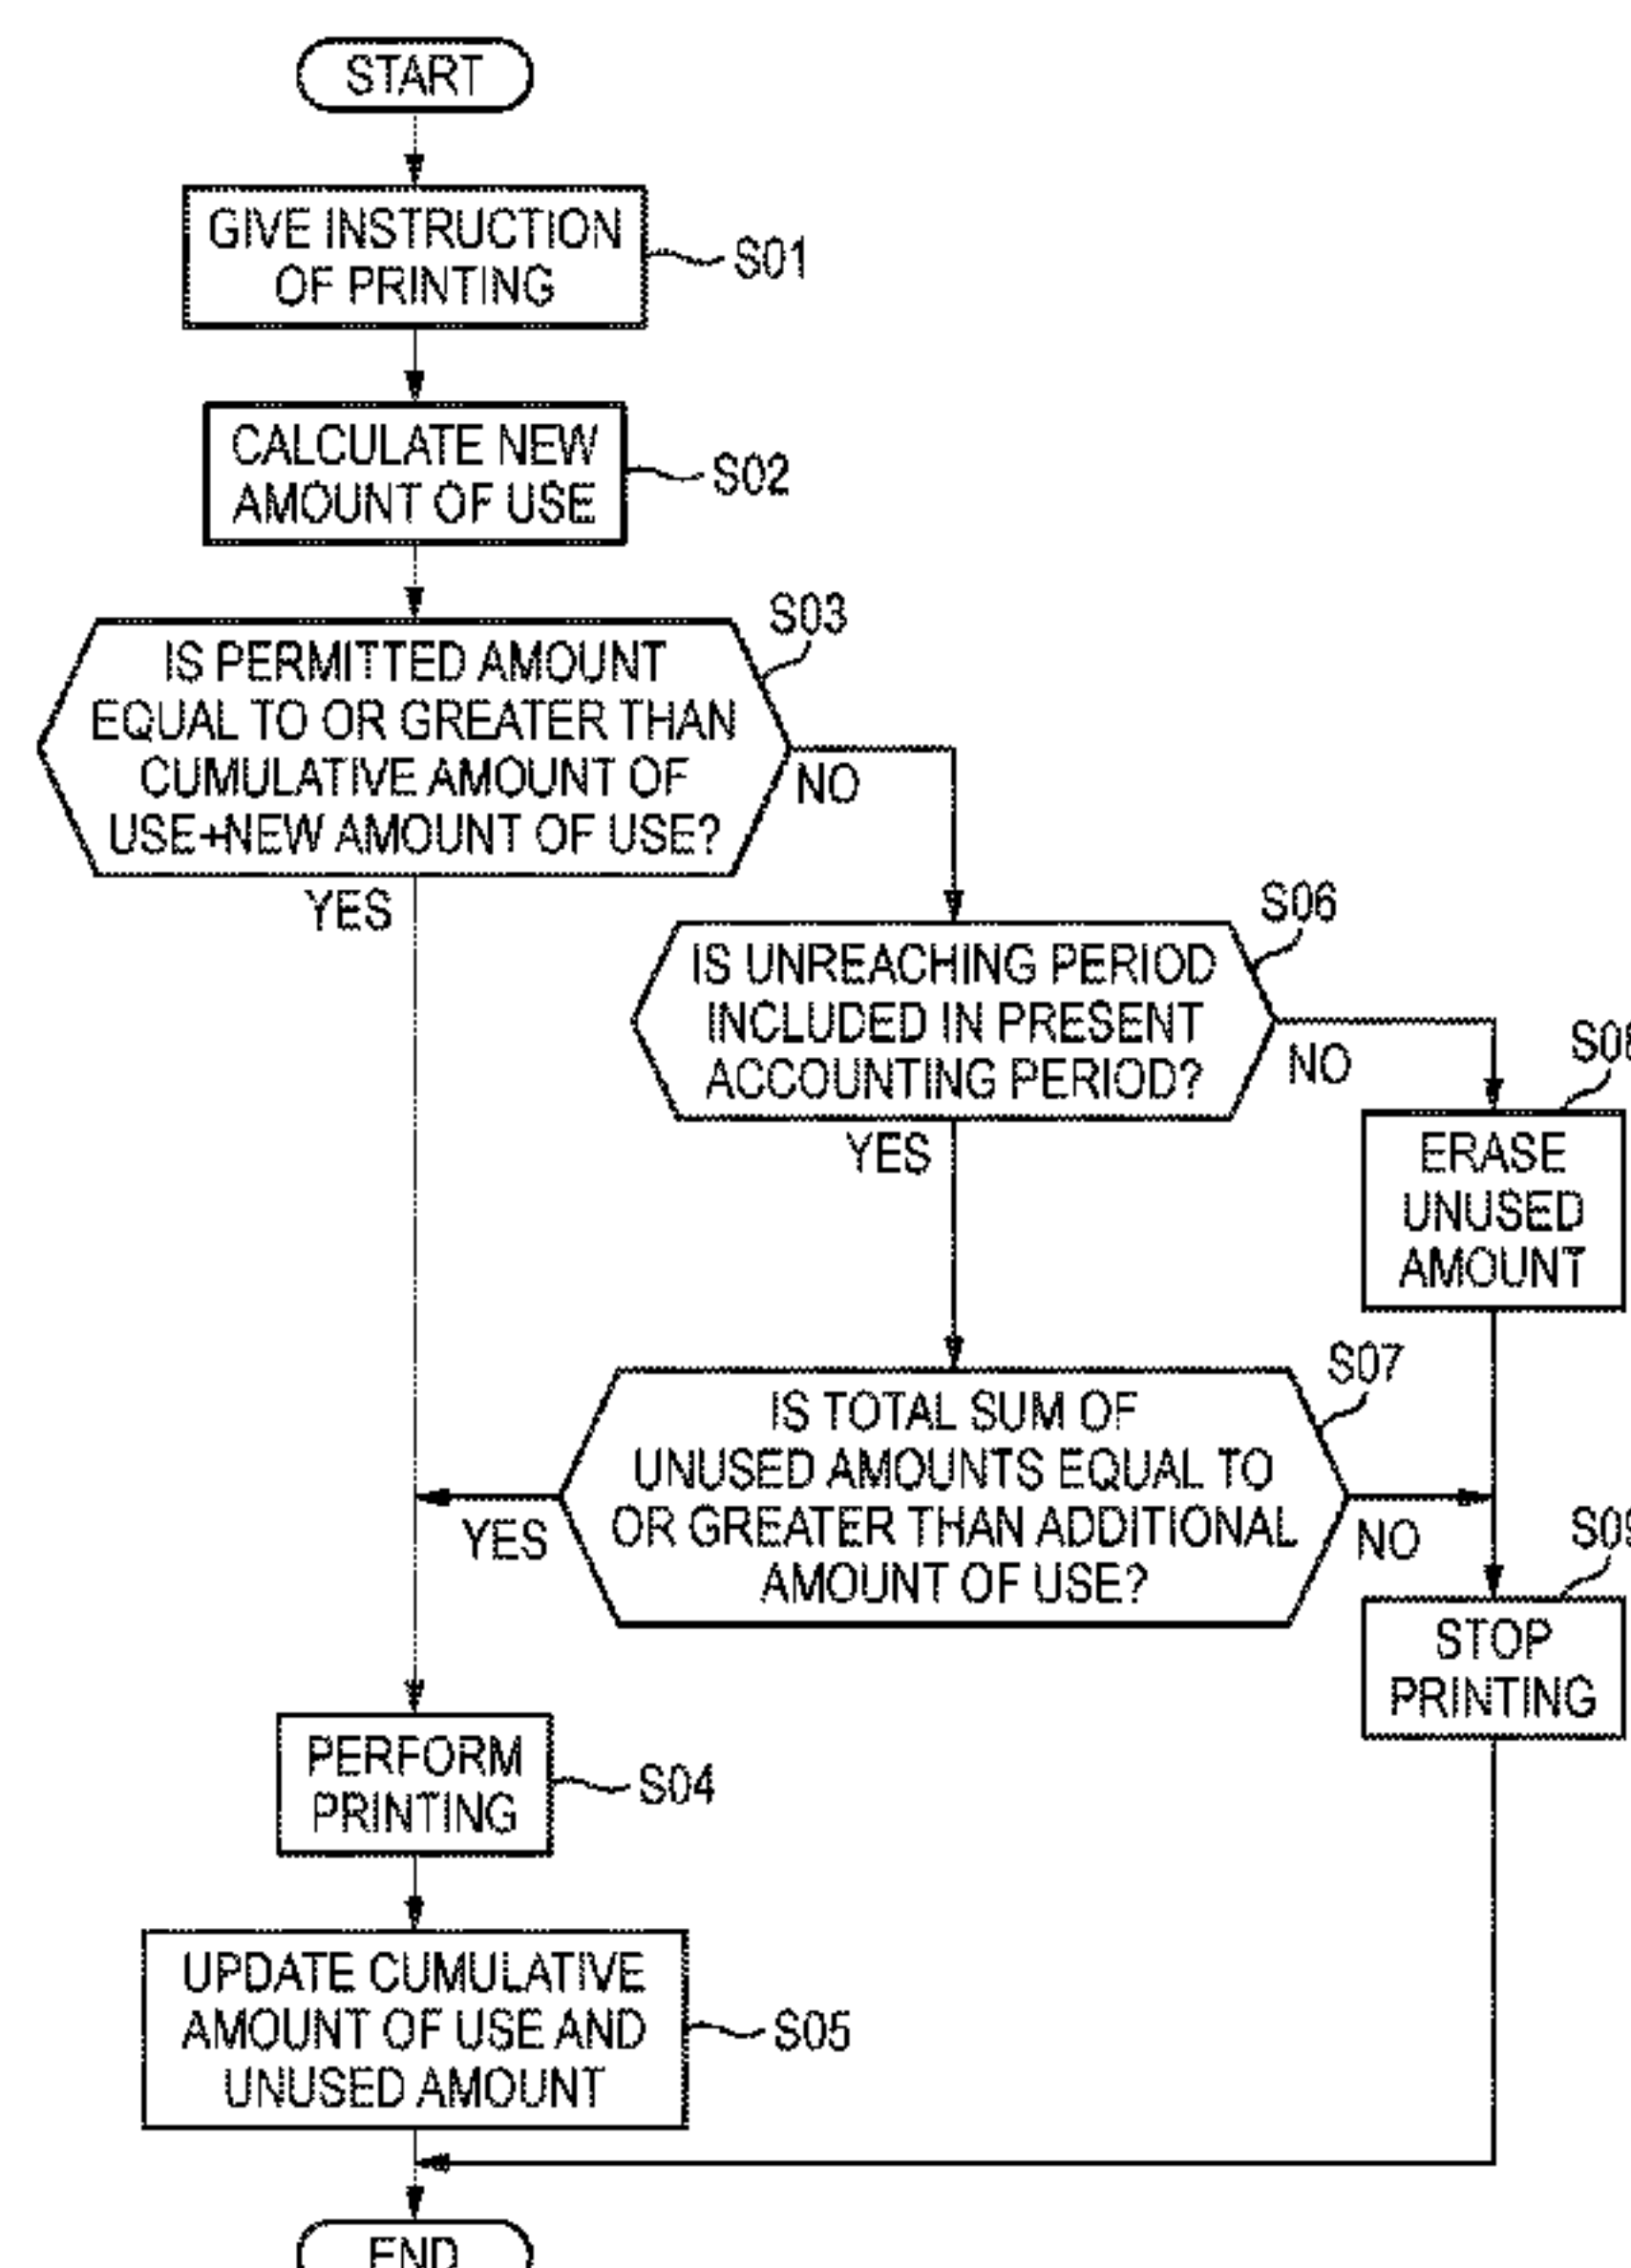 START
GIVE INSTRUCTION
OF PRINTING
S01
CALCULATE NEW
AMOUNT OF USE
S02
S03
IS PERMITTED AMOUNT
EQUAL TO OR GREATER THAN
CUMULATIVE AMOUNT OF
USE+NEW AMOUNT OF USE?
NO
YES
S06
IS UNREACHING PERIOD
INCLUDED IN PRESENT
ACCOUNTING PERIOD?
NO
YES
S08
ERASE
UNUSED
AMOUNT
S07
IS TOTAL SUM OF
UNUSED AMOUNTS EQUAL TO
OR GREATER THAN ADDITIONAL
AMOUNT OF USE?
YES
NO
S09
STOP
PRINTING
PERFORM
PRINTING
S04
UPDATE CUMULATIVE
AMOUNT OF USE AND
UNUSED AMOUNT
S05
END